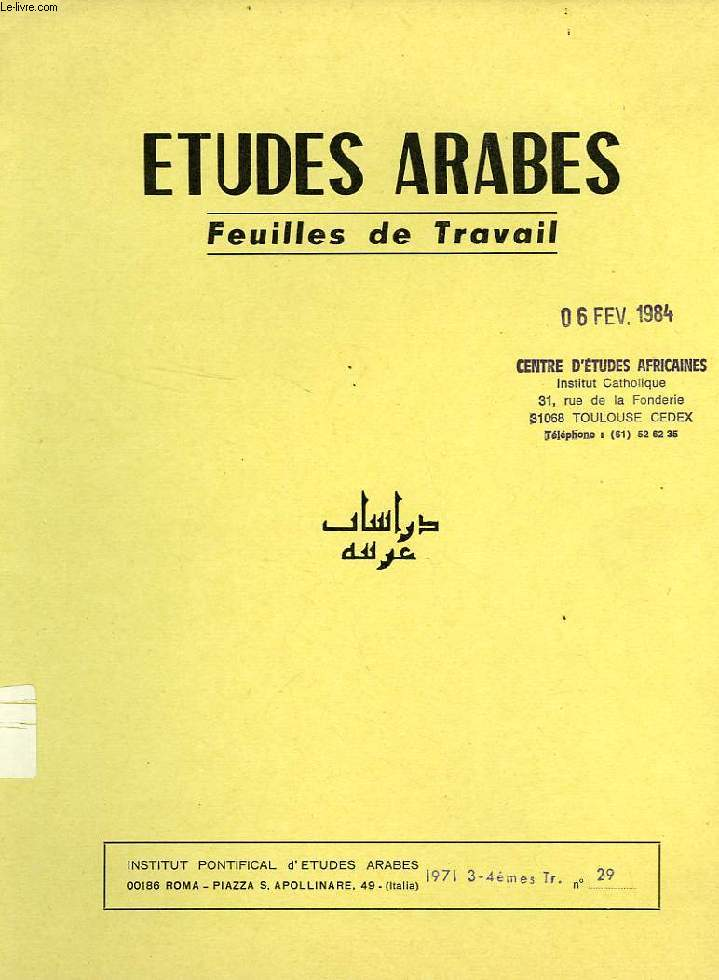 Le-livre.com
ETUDES ARABES
Feuilles de Travail
06 FEV. 1984
CENTRE D'ÉTUDES AFRICAINES
Institut Catholique
31, rue de la Fonderie
31068 TOULOUSE CEDEX
Téléphone : (61) 52 62 35
دراسات
عربية
INSTITUT PONTIFICAL d'ETUDES ARABES
00186 ROMA - PIAZZA S. APOLLINARE, 49 - (Italia) 1971 3-4èmes Tr. n° 29